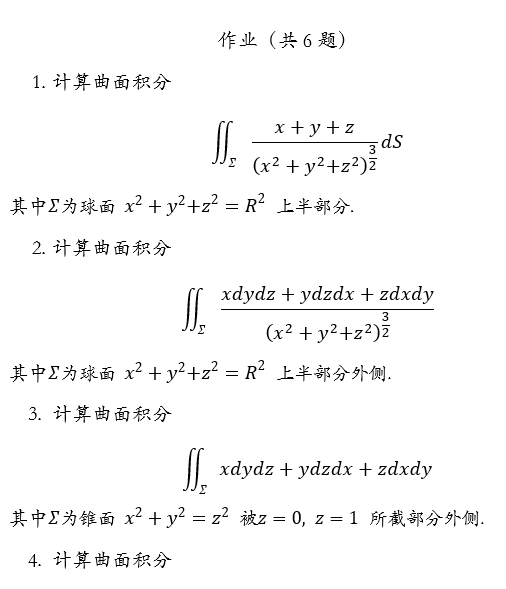 作业（共 6 题）
1. 计算曲面积分
∬_Σ (x + y + z)/(x² + y²+z²)^(3/2) dS
其中Σ为球面 x² + y²+z² = R² 上半部分.
2. 计算曲面积分
∬_Σ (xdydz + ydzdx + zdxdy)/(x² + y²+z²)^(3/2)
其中Σ为球面 x² + y²+z² = R² 上半部分外侧.
3. 计算曲面积分
∬_Σ xdydz + ydzdx + zdxdy
其中Σ为锥面 x² + y² = z² 被z = 0, z = 1 所截部分外侧.
4. 计算曲面积分